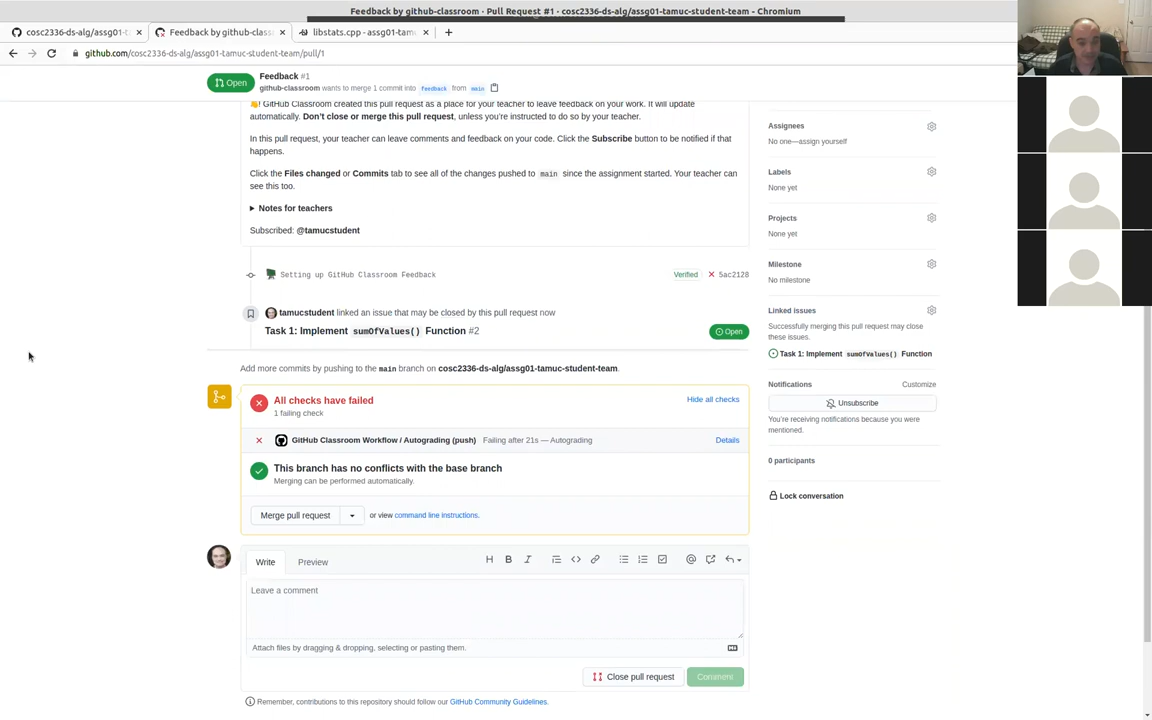 Feedback by github-classroom · Pull Request #1 · cosc2336-ds-alg/assg01-tamuc-student-team - Chromium
cosc2336-ds-alg/assg01-t
Feedback by github-class
libstats.cpp - assg01-tam
github.com/cosc2336-ds-alg/assg01-tamuc-student-team/pull/1
Open
Feedback #1
github-classroom wants to merge 1 commit into feedback from main
👋! GitHub Classroom created this pull request as a place for your teacher to leave feedback on your work. It will update
automatically. Don't close or merge this pull request, unless you're instructed to do so by your teacher.
In this pull request, your teacher can leave comments and feedback on your code. Click the Subscribe button to be notified if that
happens.
Click the Files changed or Commits tab to see all of the changes pushed to main since the assignment started. Your teacher can
see this too.
Notes for teachers
Subscribed: @tamucstudent
Setting up GitHub Classroom Feedback
Verified
5ac2128
tamucstudent linked an issue that may be closed by this pull request now
Task 1: Implement sumOfValues() Function #2
Open
Add more commits by pushing to the main branch on cosc2336-ds-alg/assg01-tamuc-student-team.
All checks have failed
1 failing check
Hide all checks
GitHub Classroom Workflow / Autograding (push) Failing after 21s — Autograding
Details
This branch has no conflicts with the base branch
Merging can be performed automatically.
Merge pull request
or view command line instructions.
Write
Preview
Leave a comment
Attach files by dragging & dropping, selecting or pasting them.
Close pull request
Comment
Remember, contributions to this repository should follow our GitHub Community Guidelines.
Assignees
No one—assign yourself
Labels
None yet
Projects
None yet
Milestone
No milestone
Linked issues
Successfully merging this pull request may close
these issues.
Task 1: Implement sumOfValues() Function
Notifications
Customize
Unsubscribe
You're receiving notifications because you were
mentioned.
0 participants
Lock conversation